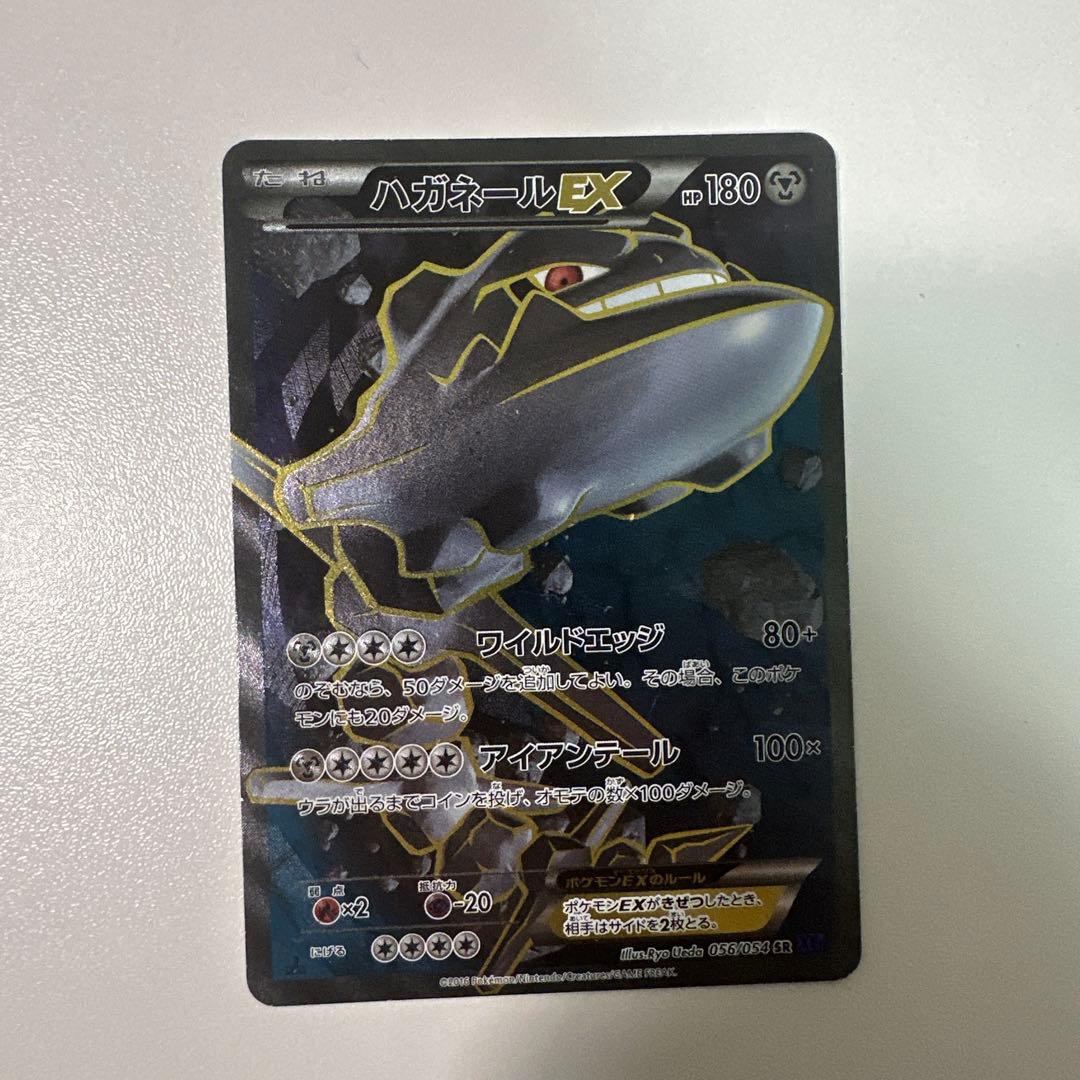 たね ハガネールEX HP180
ワイルドエッジ 80+
のぞむなら、50ダメージを追加してよい。その場合、このポケ
モンにも20ダメージ。
アイアンテール 100×
ウラが出るまでコインを投げ、オモテの数×100ダメージ。
弱点 抵抗力
×2 -20
にげる
ポケモンEXのルール
ポケモンEXがきぜつしたとき、
相手はサイドを2枚とる。
Illus.Ryo Ueda 056/054 SR
©2016 Pokémon/Nintendo/Creatures/GAME FREAK.